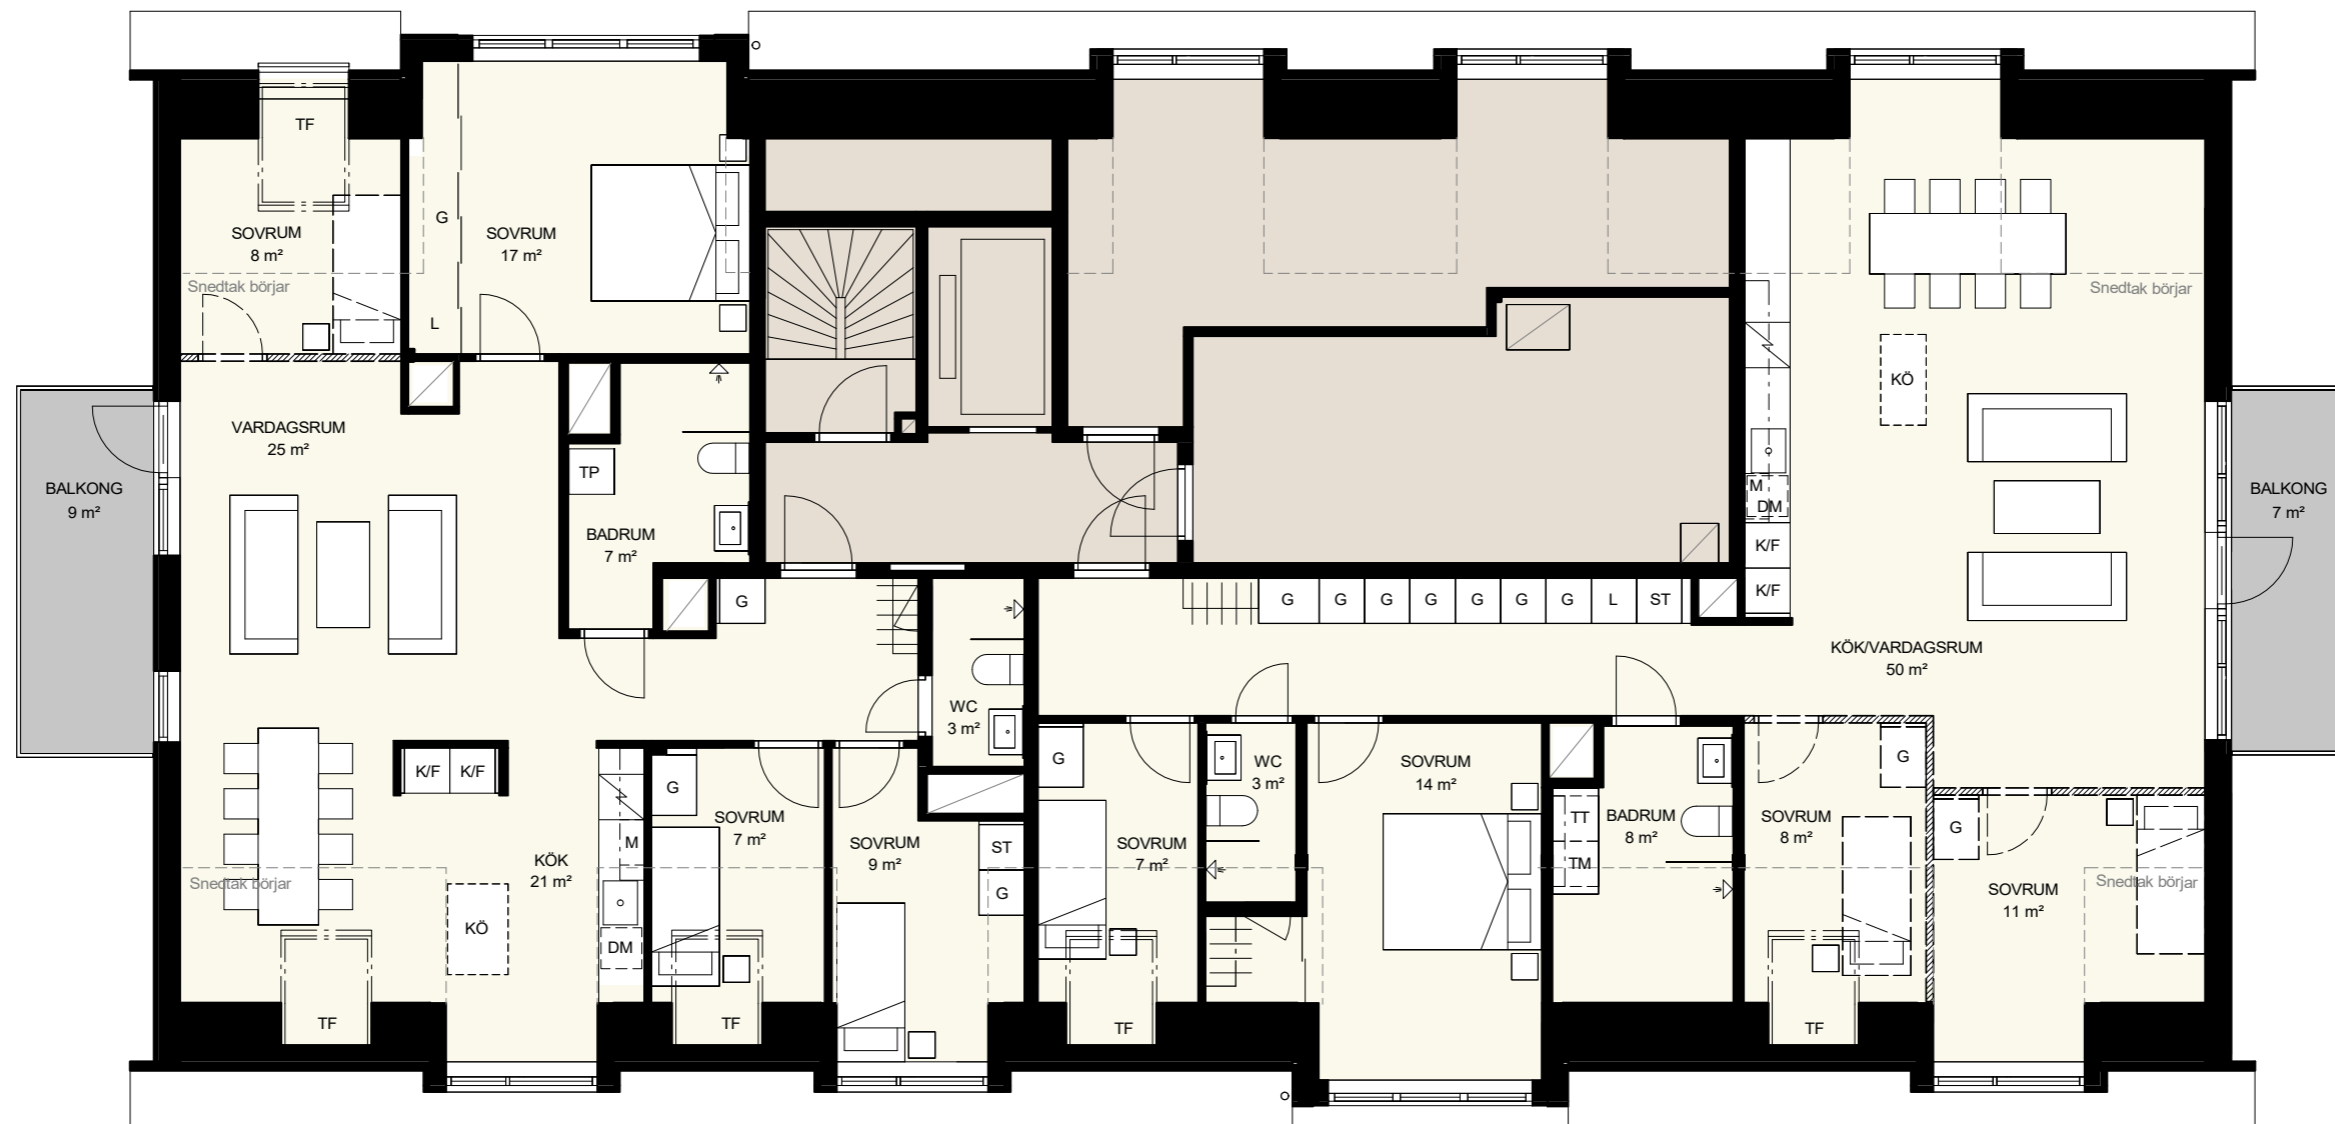 TF
G
SOVRUM
8 m²
SOVRUM
17 m²
Snedtak börjar
L
VARDAGSRUM
25 m²
BALKONG
9 m²
TP
BADRUM
7 m²
G
WC
3 m²
K/F
K/F
G
SOVRUM
7 m²
M
KÖK
21 m²
SOVRUM
9 m²
ST
G
Snedtak börjar
KÖ
DM
TF
TF
Snedtak börjar
KÖ
M
DM
K/F
K/F
BALKONG
7 m²
G
G
G
G
G
G
G
L
ST
KÖK/VARDAGSRUM
50 m²
G
WC
3 m²
SOVRUM
14 m²
G
SOVRUM
7 m²
TT
TM
BADRUM
8 m²
SOVRUM
8 m²
G
SOVRUM
11 m²
Snedtak börjar
TF
TF